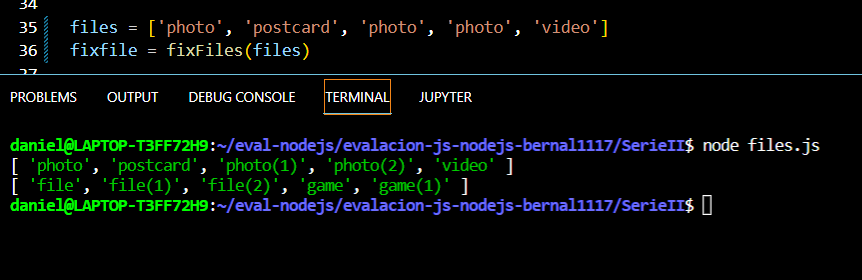 34
35 files = ['photo', 'postcard', 'photo', 'photo', 'video']
36 fixfile = fixFiles(files)
37
PROBLEMS OUTPUT DEBUG CONSOLE TERMINAL JUPYTER
daniel@LAPTOP-T3FF72H9:~/eval-nodejs/evalacion-js-nodejs-bernal1117/SerieII$ node files.js
[ 'photo', 'postcard', 'photo(1)', 'photo(2)', 'video' ]
[ 'file', 'file(1)', 'file(2)', 'game', 'game(1)' ]
daniel@LAPTOP-T3FF72H9:~/eval-nodejs/evalacion-js-nodejs-bernal1117/SerieII$